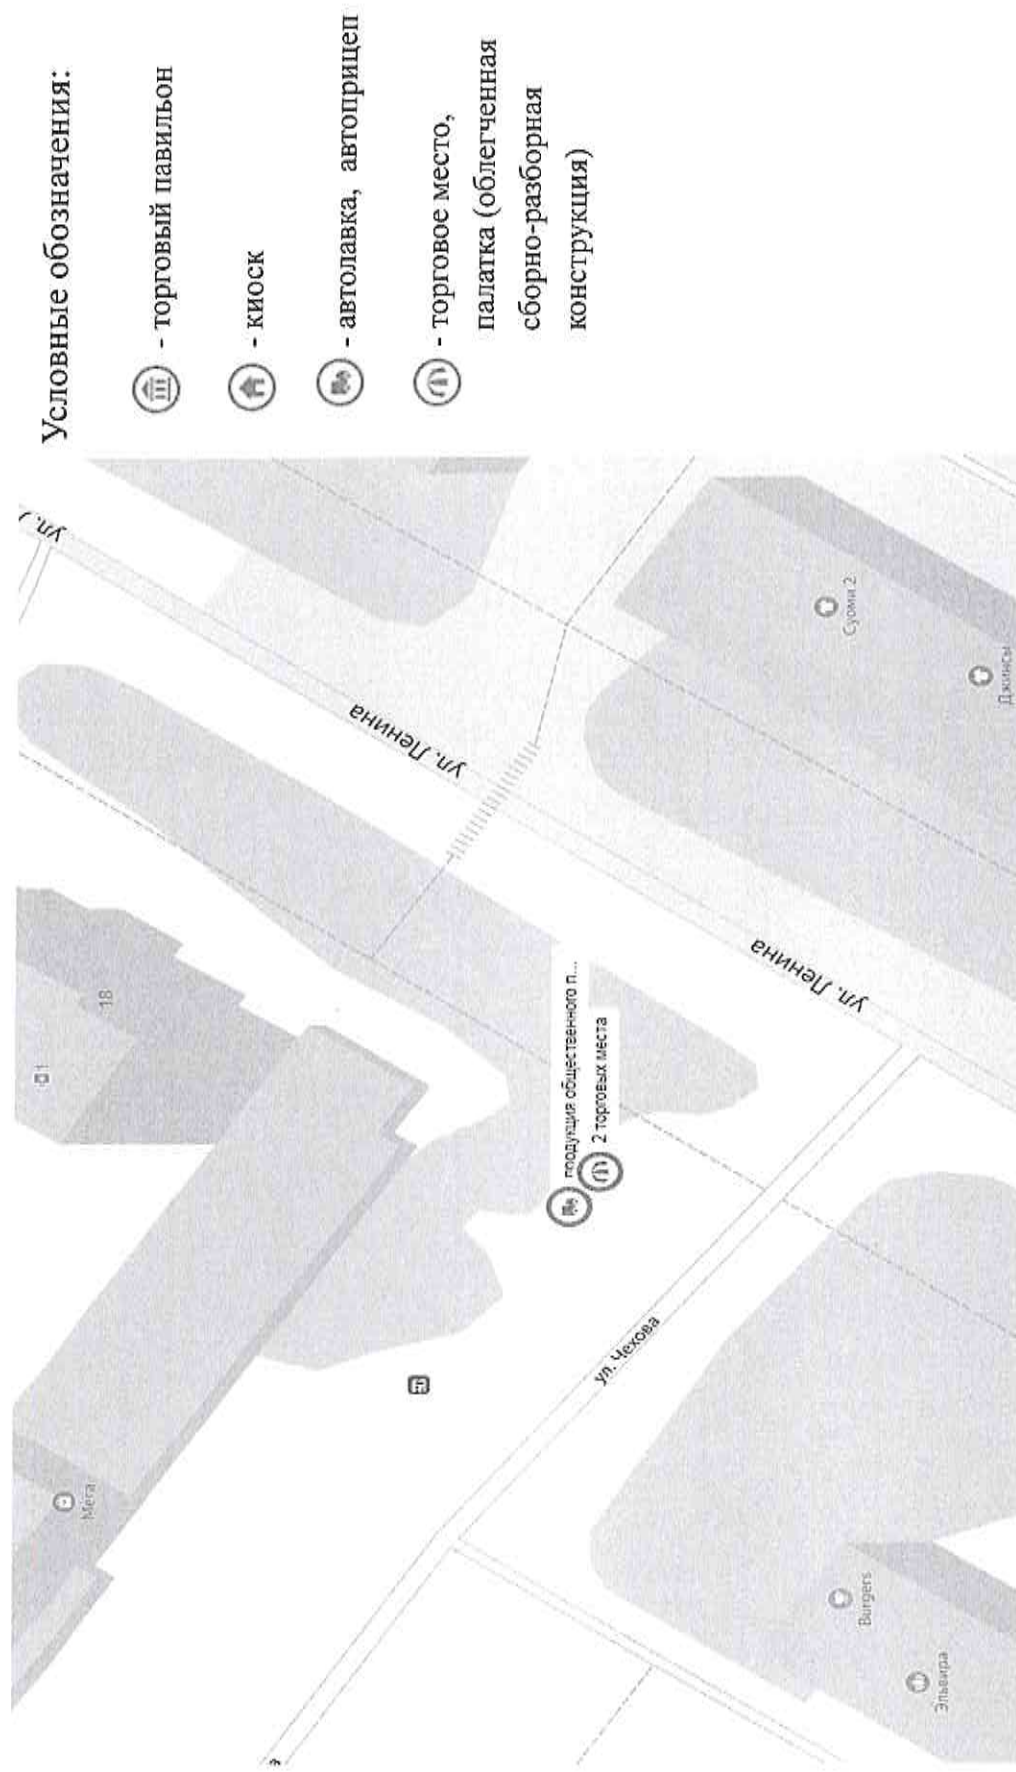 Условные обозначения:
- торговый павильон
- киоск
- автолавка, автоприцеп
- торговое место,
палатка (облегченная
сборно-разборная
конструкция)
ул.
ул. Ленина
ул. Ленина
18
продукция общественного п...
2 торговых места
ул. Чехова
Мега
Суоми 2
Джинсы
Burgers
Эльвира